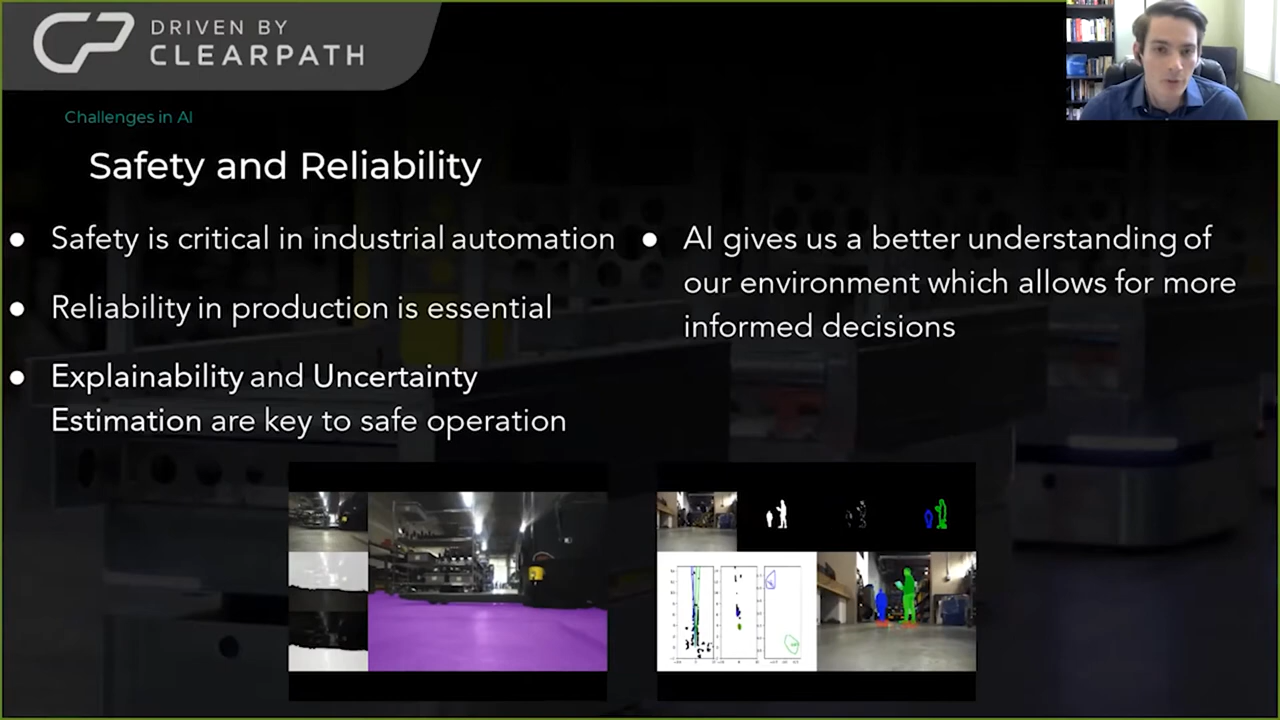 DRIVEN BY
CLEARPATH
Challenges in AI
Safety and Reliability
● Safety is critical in industrial automation
● Reliability in production is essential
● Explainability and Uncertainty
Estimation are key to safe operation
● AI gives us a better understanding of
our environment which allows for more
informed decisions